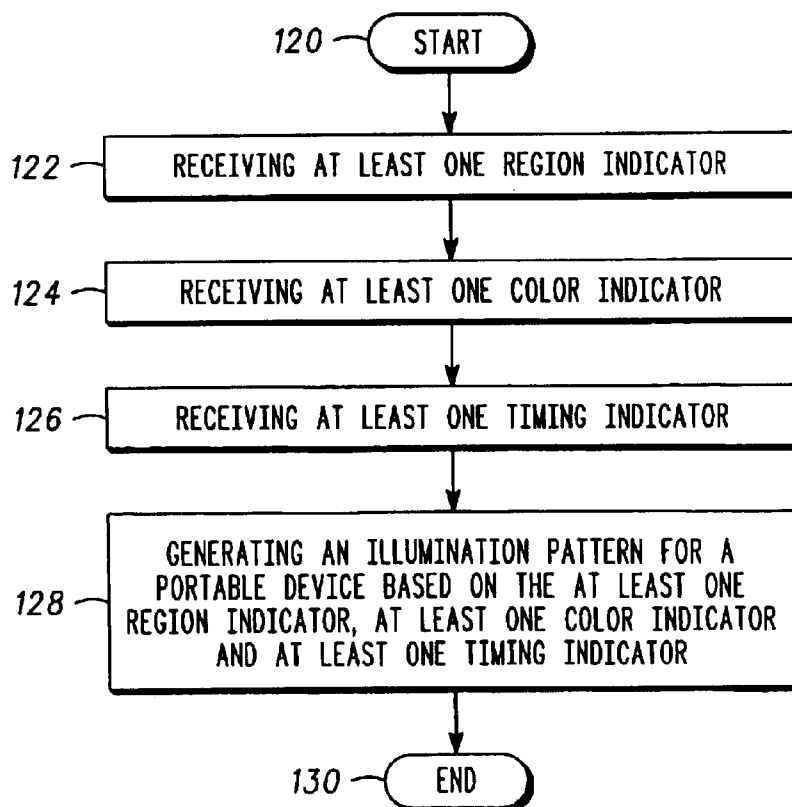 120 START
122 RECEIVING AT LEAST ONE REGION INDICATOR
124 RECEIVING AT LEAST ONE COLOR INDICATOR
126 RECEIVING AT LEAST ONE TIMING INDICATOR
GENERATING AN ILLUMINATION PATTERN FOR A
PORTABLE DEVICE BASED ON THE AT LEAST ONE
128 REGION INDICATOR, AT LEAST ONE COLOR INDICATOR
AND AT LEAST ONE TIMING INDICATOR
130 END